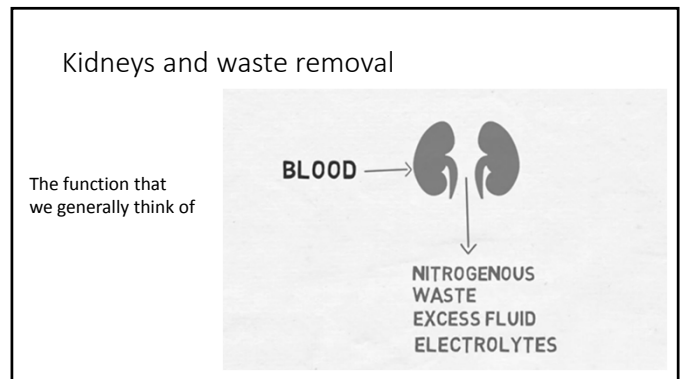 Kidneys and waste removal
The function that
we generally think of
BLOOD
NITROGENOUS
WASTE
EXCESS FLUID
ELECTROLYTES